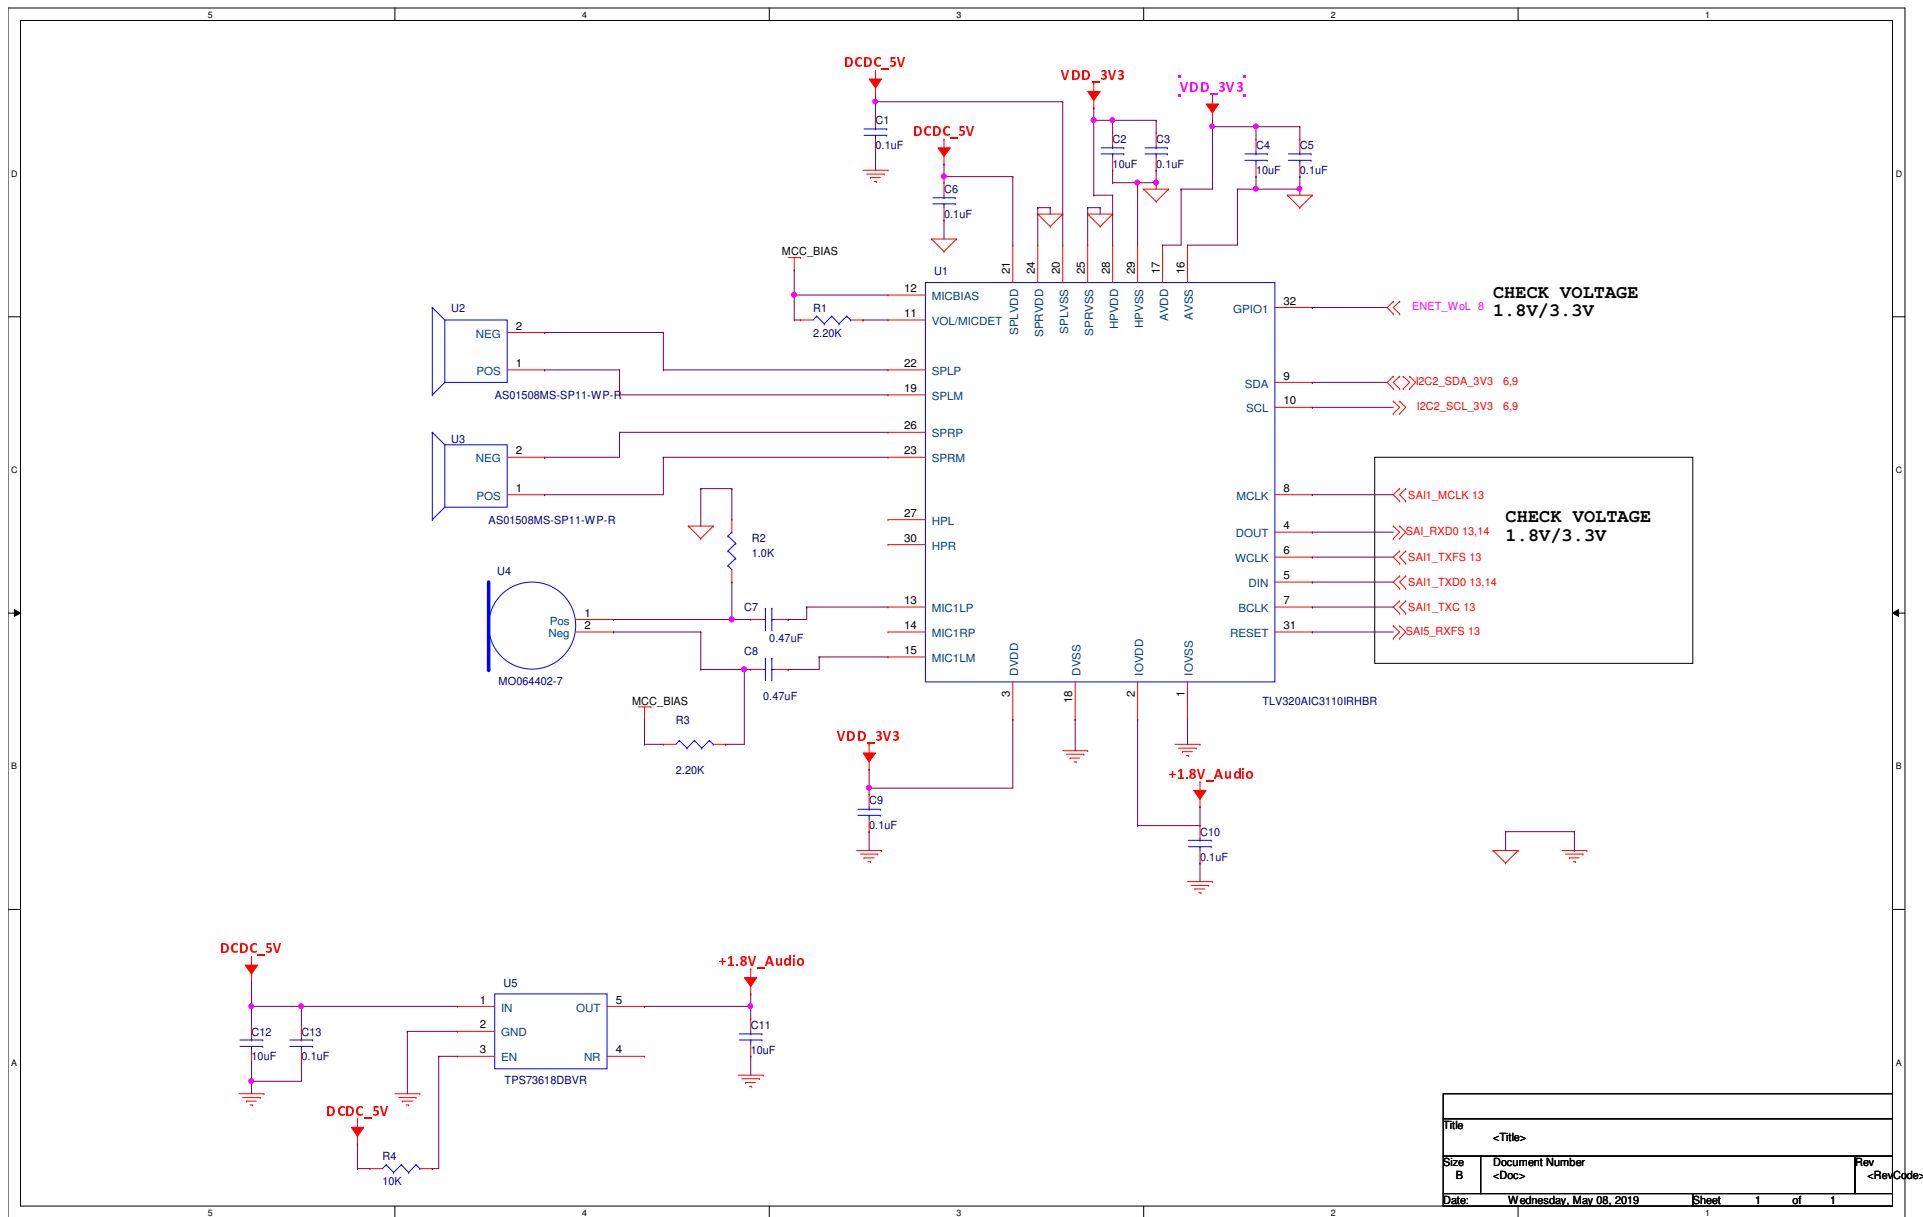 5 4 3 2 1
D
C
B
A
D
C
B
A
DCDC_5V
C1
0.1uF
DCDC_5V
C6
0.1uF
VDD_3V3
C2
10uF
C3
0.1uF
VDD_3V3
C4
10uF
C5
0.1uF
MCC_BIAS
R1
2.20K
U1
21
24
20
25
28
29
17
16
SPLVDD
SPRVDD
SPLVSS
SPRVSS
HPVDD
HPVSS
AVDD
AVSS
12 MICBIAS
11 VOL/MICDET
22 SPLP
19 SPLM
26 SPRP
23 SPRM
27 HPL
30 HPR
13 MIC1LP
14 MIC1RP
15 MIC1LM
GPIO1 32 ENET_WoL 8
CHECK VOLTAGE
1.8V/3.3V
SDA 9 I2C2_SDA_3V3 6,9
SCL 10 I2C2_SCL_3V3 6,9
MCLK 8 SAI1_MCLK 13
DOUT 4 SAI_RXD0 13,14
WCLK 6 SAI1_TXFS 13
DIN 5 SAI1_TXD0 13,14
BCLK 7 SAI1_TXC 13
RESET 31 SAI5_RXFS 13
CHECK VOLTAGE
1.8V/3.3V
DVDD
DVSS
IOVDD
IOVSS
3
18
2
1
TLV320AIC3110IRHBR
U2
NEG 2
POS 1
AS01508MS-SP11-WP-R
U3
NEG 2
POS 1
AS01508MS-SP11-WP-R
R2
1.0K
U4
Pos 1
Neg 2
MO064402-7
C7
0.47uF
C8
0.47uF
MCC_BIAS
R3
2.20K
VDD_3V3
C9
0.1uF
+1.8V_Audio
C10
0.1uF
DCDC_5V
C12
10uF
C13
0.1uF
U5
1 IN OUT 5
2 GND
3 EN NR 4
TPS73618DBVR
+1.8V_Audio
C11
10uF
DCDC_5V
R4
10K
Title
<Title>
Size Document Number Rev
B <Doc> <RevCode>
Date: Wednesday, May 08, 2019 Sheet 1 of 1
5 4 3 2 1